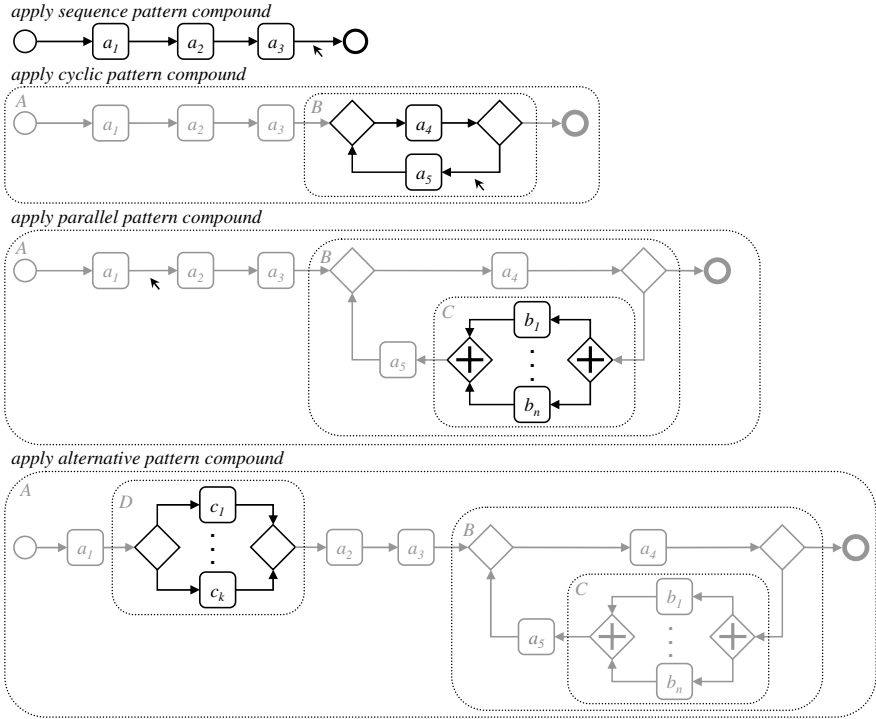 apply sequence pattern compound
a1 a2 a3
apply cyclic pattern compound
A B
a1 a2 a3 a4
a5
apply parallel pattern compound
A B
a1 a2 a3 a4
C
b1
a5
bn
apply alternative pattern compound
A
D c1
B
a1 a2 a3 a4
ck
C
b1
a5
bn